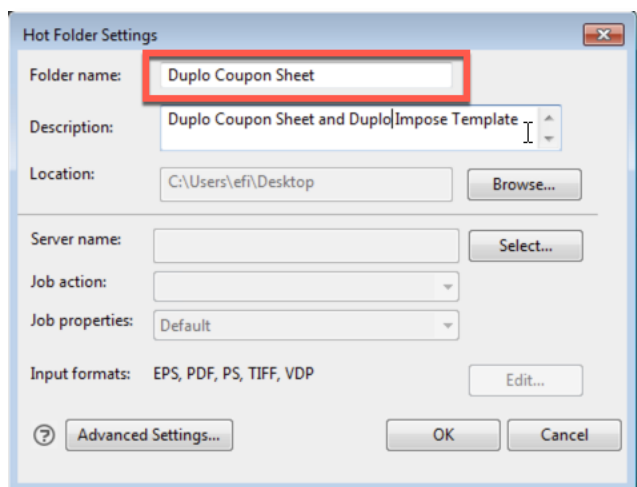 Hot Folder Settings
Folder name: Duplo Coupon Sheet
Description: Duplo Coupon Sheet and Duplo Impose Template
Location: C:\Users\efi\Desktop Browse...
Server name: Select...
Job action:
Job properties: Default
Input formats: EPS, PDF, PS, TIFF, VDP Edit...
? Advanced Settings... OK Cancel